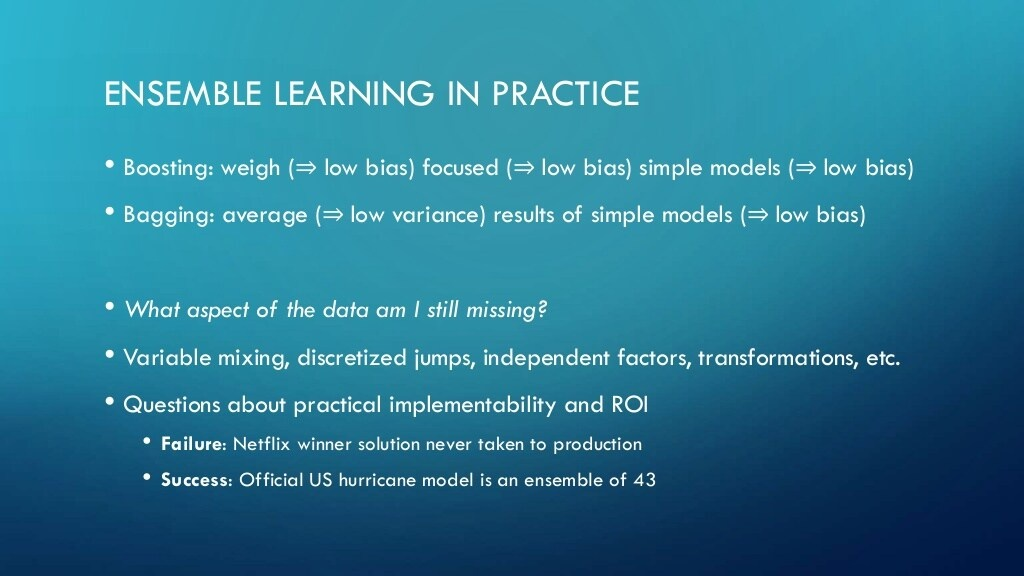 ENSEMBLE LEARNING IN PRACTICE
• Boosting: weigh (⇒ low bias) focused (⇒ low bias) simple models (⇒ low bias)
• Bagging: average (⇒ low variance) results of simple models (⇒ low bias)
• What aspect of the data am I still missing?
• Variable mixing, discretized jumps, independent factors, transformations, etc.
• Questions about practical implementability and ROI
• Failure: Netflix winner solution never taken to production
• Success: Official US hurricane model is an ensemble of 43